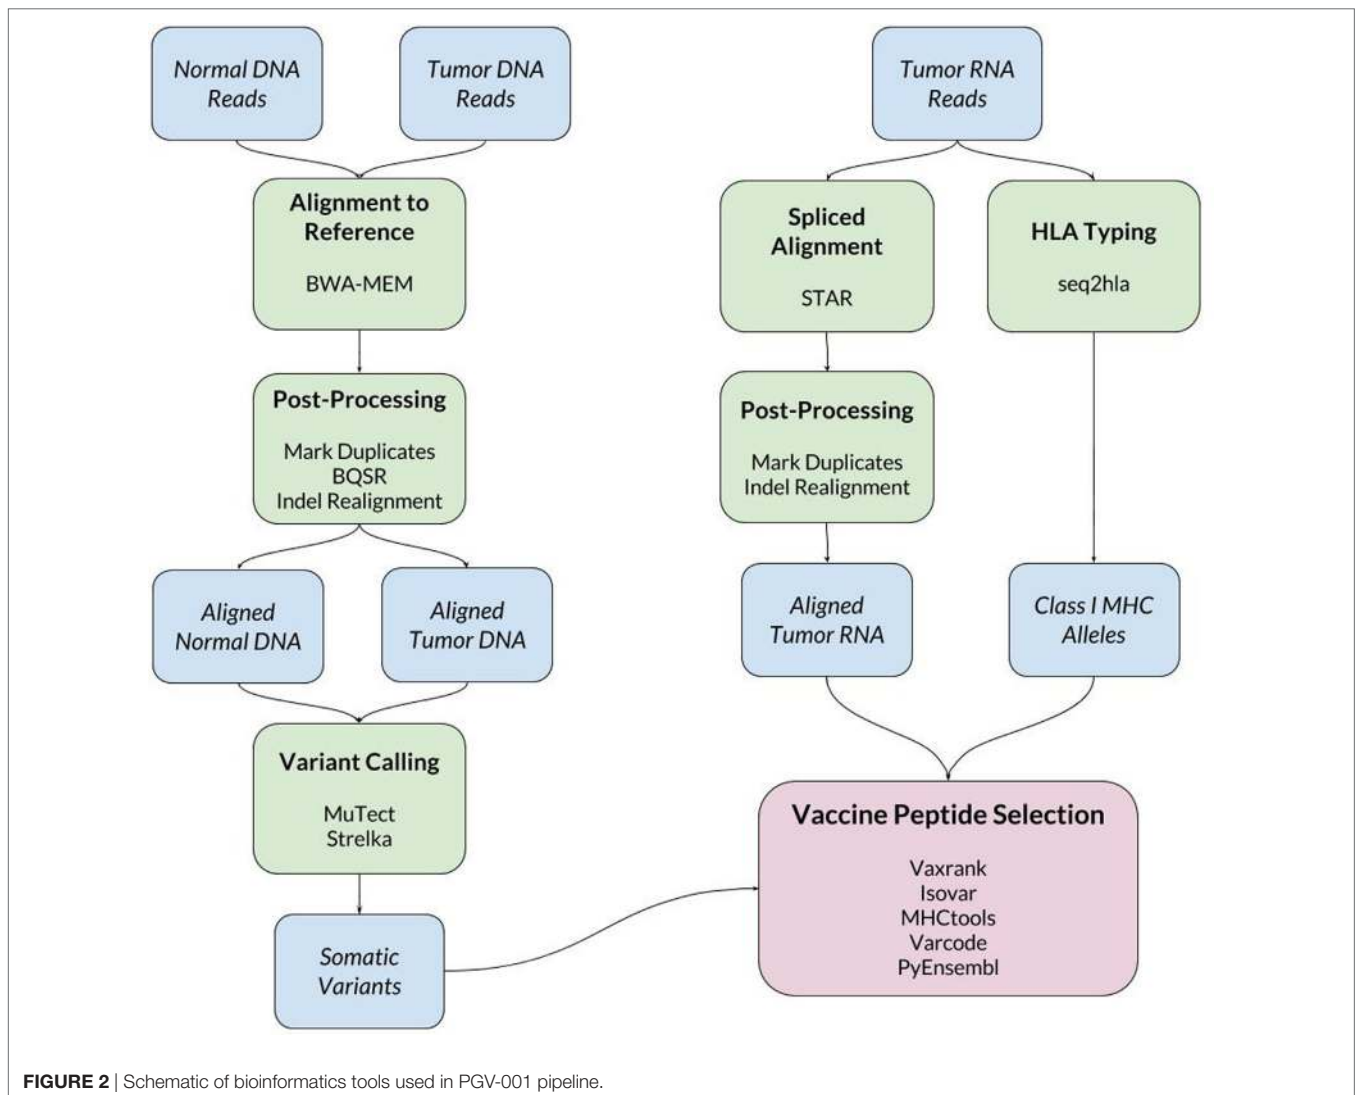 Normal DNA
Reads
Tumor DNA
Reads
Tumor RNA
Reads
Alignment to
Reference
BWA-MEM
Spliced
Alignment
STAR
HLA Typing
seq2hla
Post-Processing
Mark Duplicates
BQSR
Indel Realignment
Post-Processing
Mark Duplicates
Indel Realignment
Aligned
Normal DNA
Aligned
Tumor DNA
Aligned
Tumor RNA
Class I MHC
Alleles
Variant Calling
MuTect
Strelka
Vaccine Peptide Selection
Vaxrank
Isovar
MHCtools
Varcode
PyEnsembl
Somatic
Variants
FIGURE 2 | Schematic of bioinformatics tools used in PGV-001 pipeline.